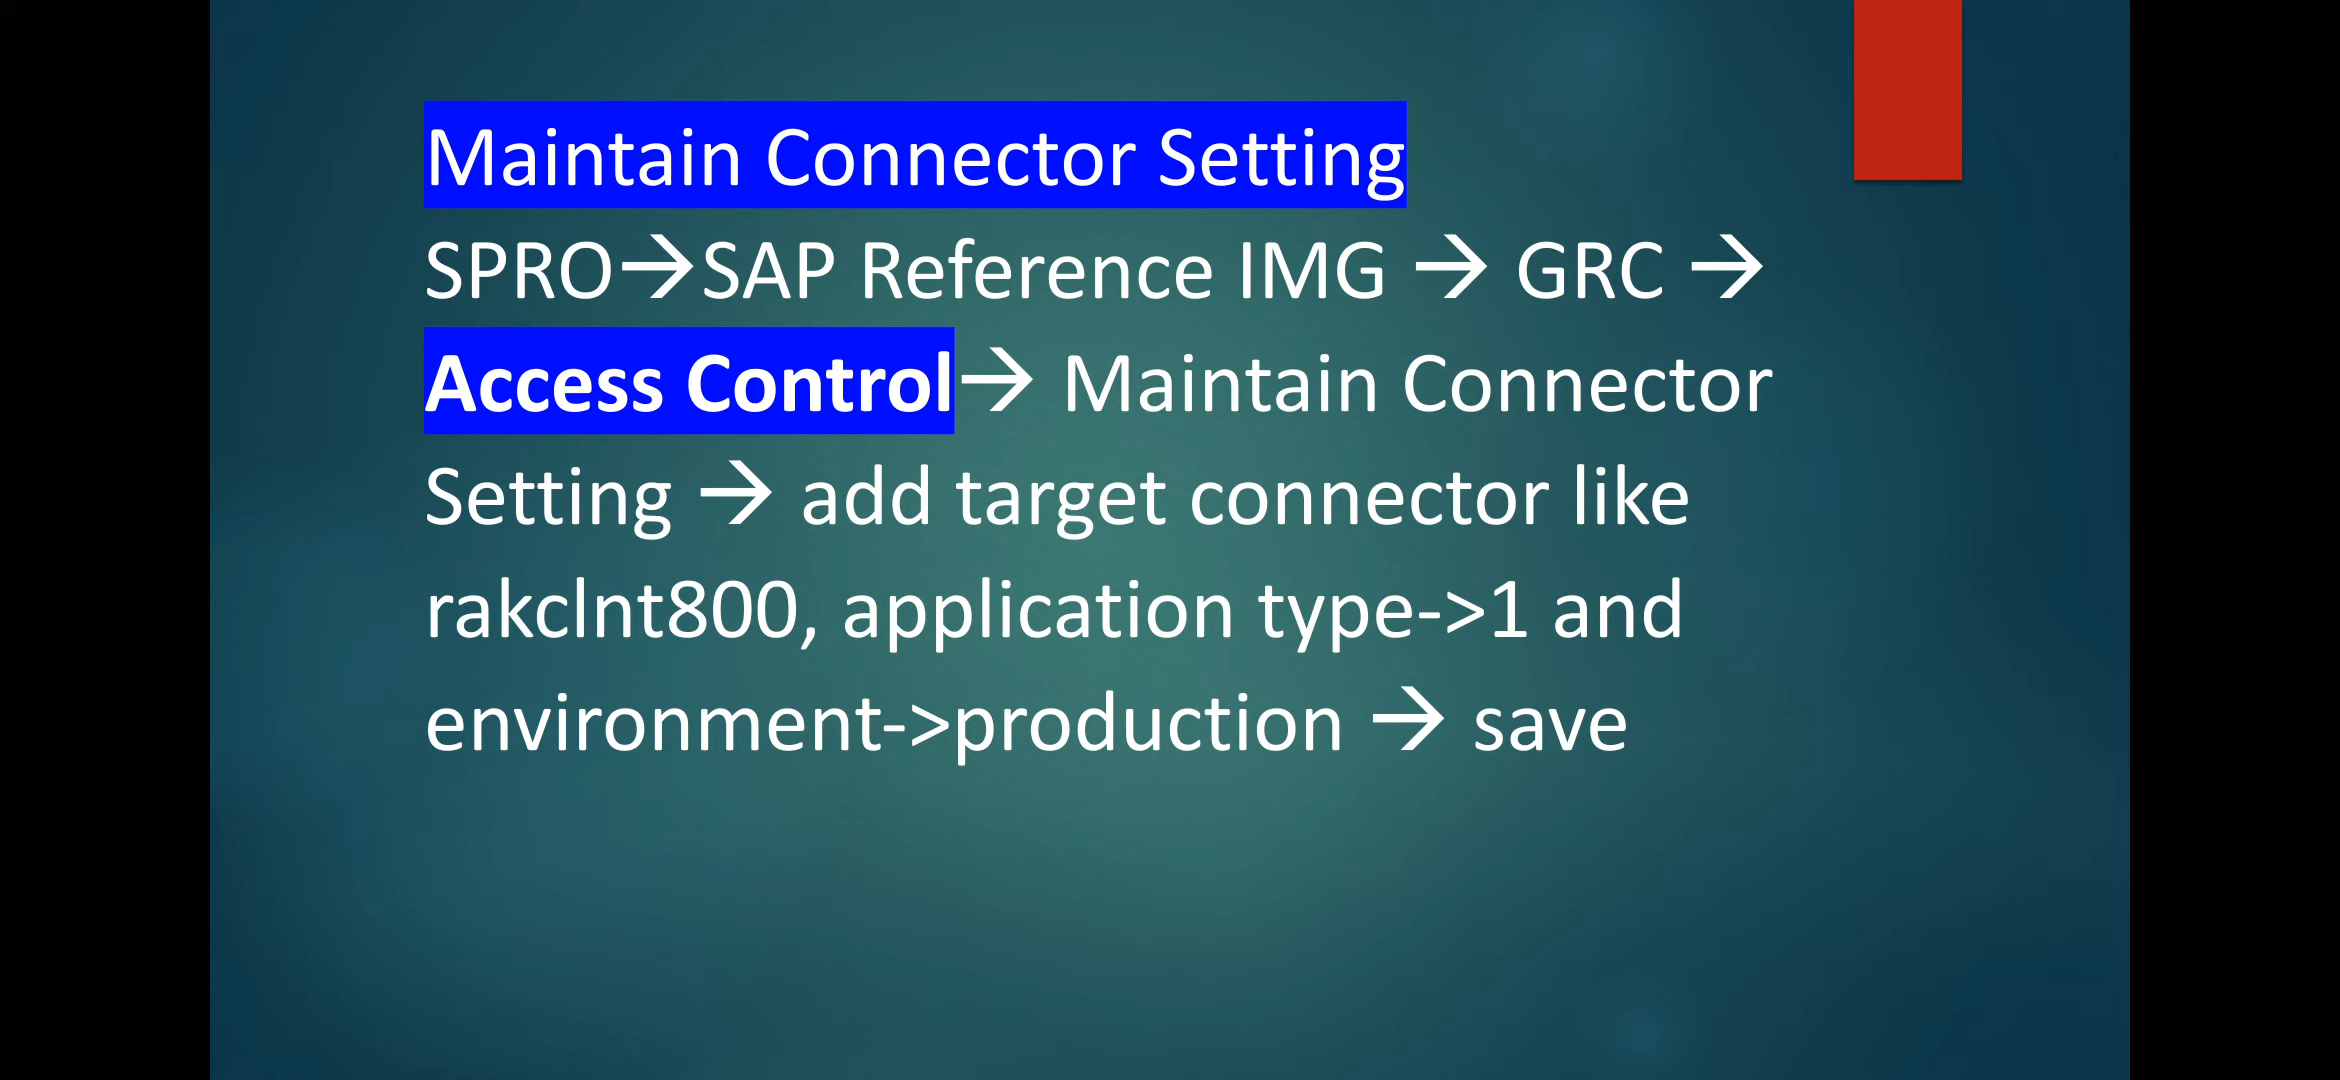 Maintain Connector Setting
SPRO→SAP Reference IMG → GRC →
Access Control→ Maintain Connector
Setting → add target connector like
rakclnt800, application type->1 and
environment->production → save